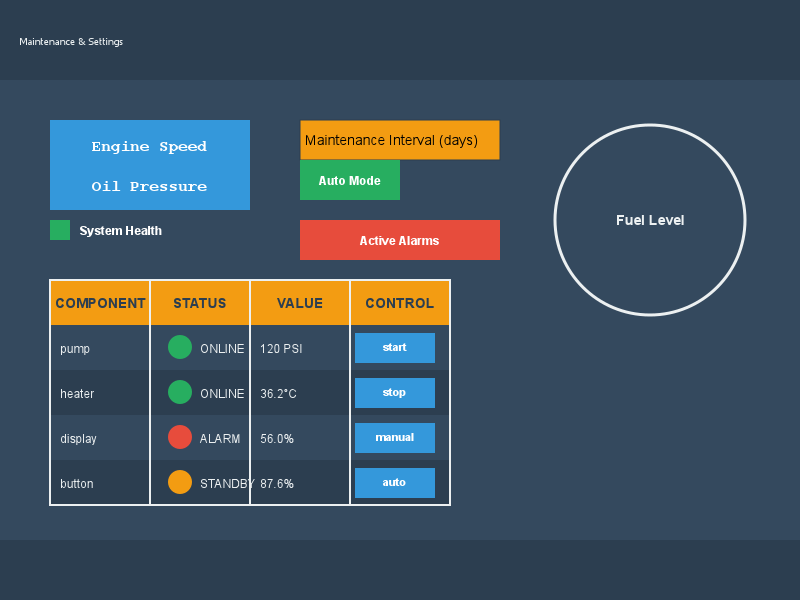 Maintenance & Settings
Engine Speed
Oil Pressure
System Health
Maintenance Interval (days)
Auto Mode
Active Alarms
Fuel Level
COMPONENT STATUS VALUE CONTROL
pump ONLINE 120 PSI start
heater ONLINE 36.2°C stop
display ALARM 56.0% manual
button STANDBY 87.6% auto